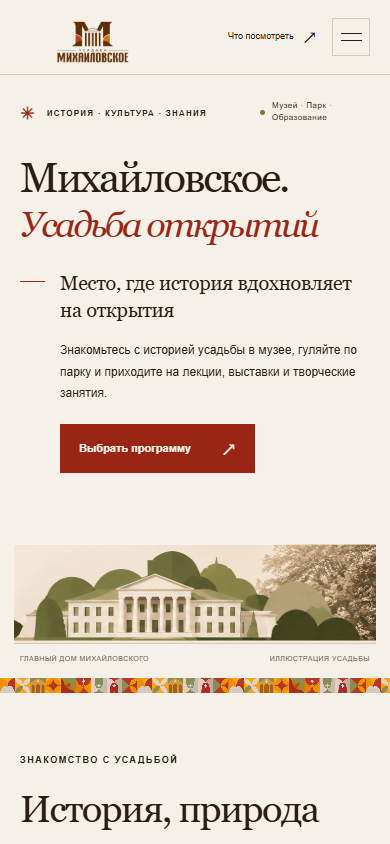 УСАДЬБА
МИХАЙЛОВСКОЕ
Что посмотреть
ИСТОРИЯ · КУЛЬТУРА · ЗНАНИЯ
Музей · Парк ·
Образование
Михайловское.
Усадьба открытий
Место, где история вдохновляет
на открытия
Знакомьтесь с историей усадьбы в музее, гуляйте по
парку и приходите на лекции, выставки и творческие
занятия.
Выбрать программу
ГЛАВНЫЙ ДОМ МИХАЙЛОВСКОГО
ИЛЛЮСТРАЦИЯ УСАДЬБЫ
ЗНАКОМСТВО С УСАДЬБОЙ
История, природа